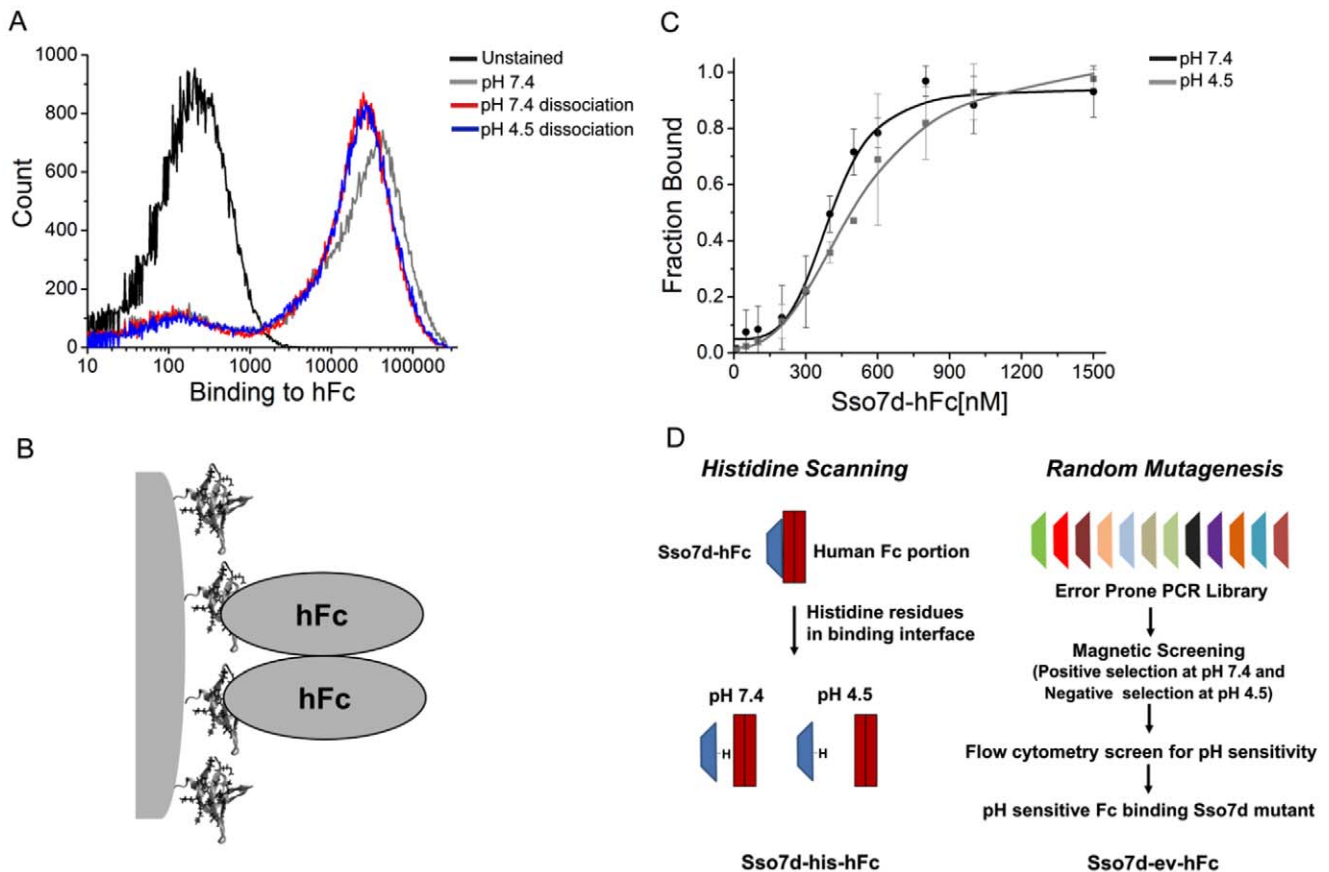 A
1000
800
600
400
200
0
Count
10
100
1000
10000
100000
Binding to hFc
Unstained
pH 7.4
pH 7.4 dissociation
pH 4.5 dissociation
B
hFc
hFc
C
1.0
0.8
0.6
0.4
0.2
0.0
Fraction Bound
0
300
600
900
1200
1500
Sso7d-hFc[nM]
pH 7.4
pH 4.5
D
Histidine Scanning
Sso7d-hFc
Human Fc portion
Histidine residues
in binding interface
pH 7.4
pH 4.5
H
H
Sso7d-his-hFc
Random Mutagenesis
Error Prone PCR Library
Magnetic Screening
(Positive selection at pH 7.4 and
Negative selection at pH 4.5)
Flow cytometry screen for pH sensitivity
pH sensitive Fc binding Sso7d mutant
Sso7d-ev-hFc